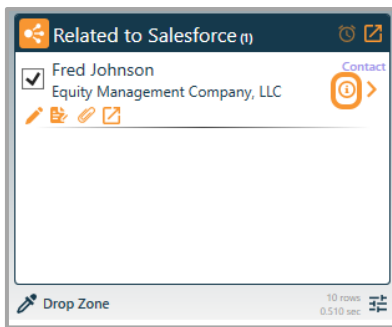 Related to Salesforce (1)
Contact
Fred Johnson
Equity Management Company, LLC
Drop Zone
10 rows
0.510 sec